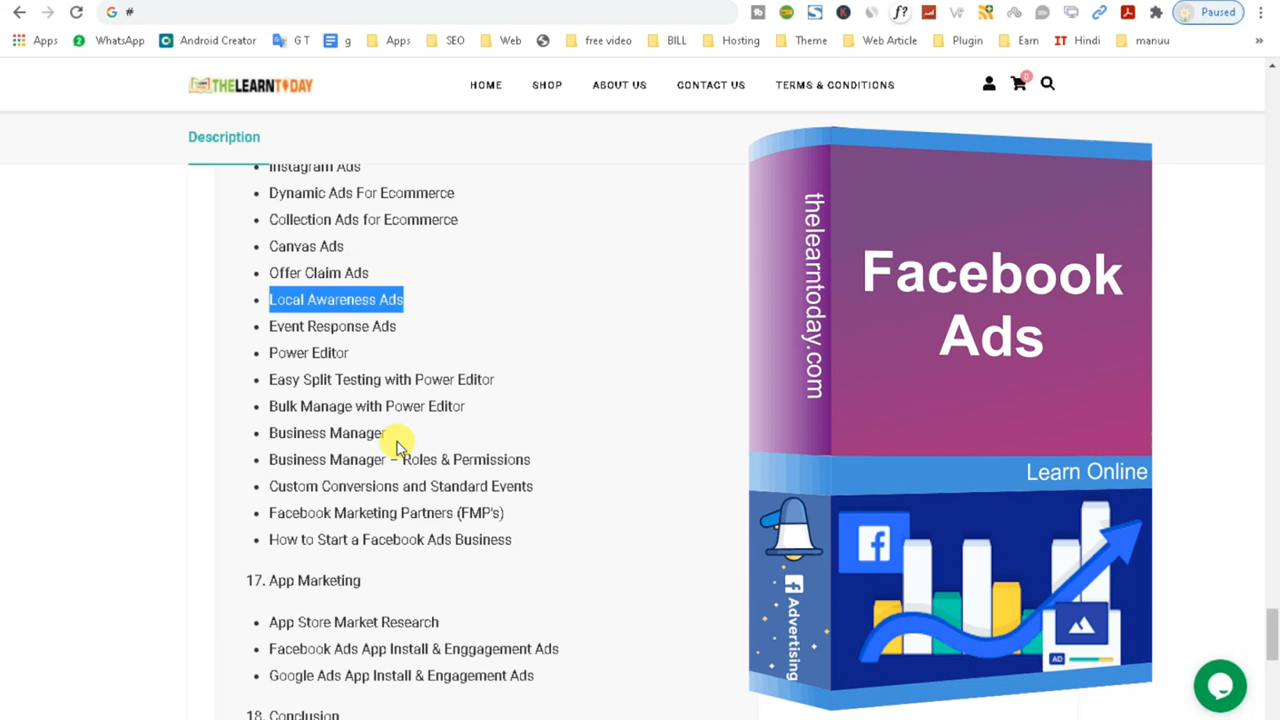 #
Paused
Apps
2
WhatsApp
Android Creator
G T
g
Apps
SEO
Web
free video
BILL
Hosting
Theme
Web Article
Plugin
Earn
IT
Hindi
manuu
»
THELEARNTODAY
HOME
SHOP
ABOUT US
CONTACT US
TERMS & CONDITIONS
0
Description
Instagram Ads
Dynamic Ads For Ecommerce
Collection Ads for Ecommerce
Canvas Ads
Offer Claim Ads
Local Awareness Ads
Event Response Ads
Power Editor
Easy Split Testing with Power Editor
Bulk Manage with Power Editor
Business Manager
Business Manager – Roles & Permissions
Custom Conversions and Standard Events
Facebook Marketing Partners (FMP's)
How to Start a Facebook Ads Business
17. App Marketing
App Store Market Research
Facebook Ads App Install & Enggagement Ads
Google Ads App Install & Engagement Ads
18. Conclusion
thelearntoday.com
Facebook
Ads
Learn Online
Advertising
AD